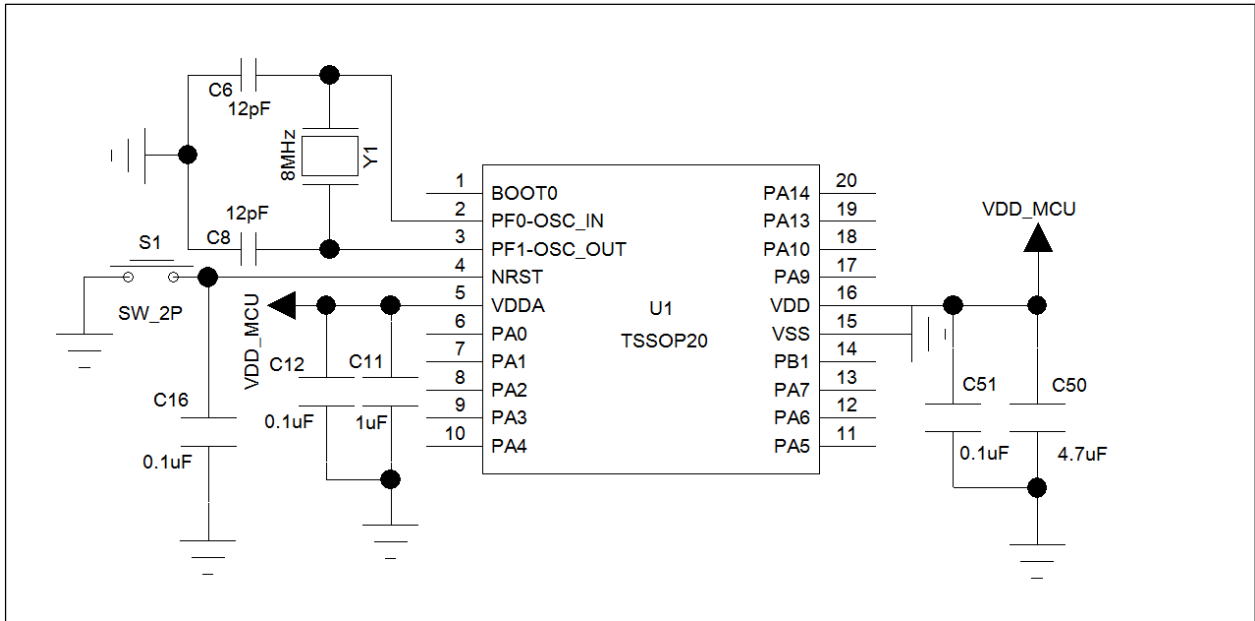 C6
12pF
8MHz
Y1
12pF
C8
S1
SW_2P
VDD_MCU
C16
0.1uF
C12
0.1uF
C11
1uF
1
BOOT0
2
PF0-OSC_IN
3
PF1-OSC_OUT
4
NRST
5
VDDA
6
PA0
7
PA1
8
PA2
9
PA3
10
PA4
U1
TSSOP20
PA14
20
PA13
19
PA10
18
PA9
17
VDD
16
VSS
15
PB1
14
PA7
13
PA6
12
PA5
11
VDD_MCU
C51
0.1uF
C50
4.7uF